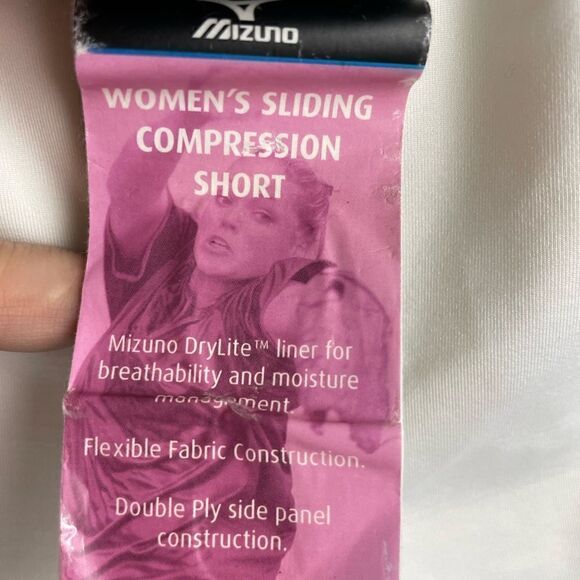 Mizuno
WOMEN'S SLIDING
COMPRESSION
SHORT
Mizuno DryLite™ liner for
breathability and moisture
management.
Flexible Fabric Construction.
Double Ply side panel
construction.